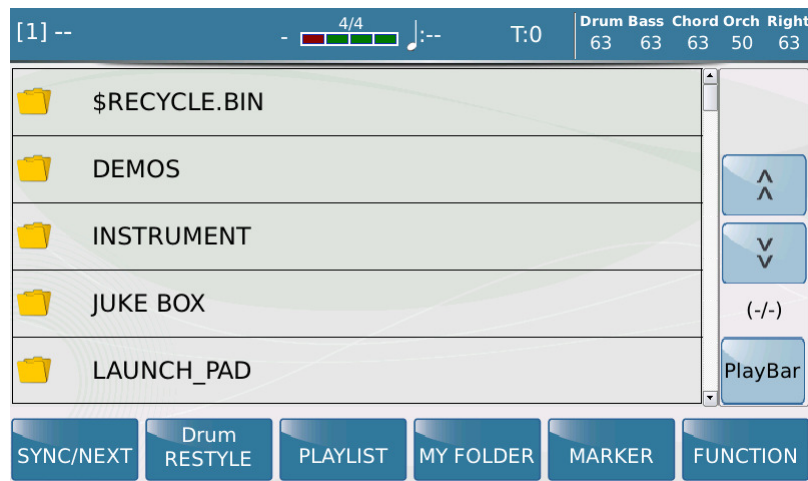 [1] -- - 4/4 ♩:-- T:0 Drum Bass Chord Orch Right
63 63 63 50 63
$RECYCLE.BIN
DEMOS
INSTRUMENT
JUKE BOX
(-/-)
LAUNCH_PAD
PlayBar
SYNC/NEXT Drum RESTYLE PLAYLIST MY FOLDER MARKER FUNCTION